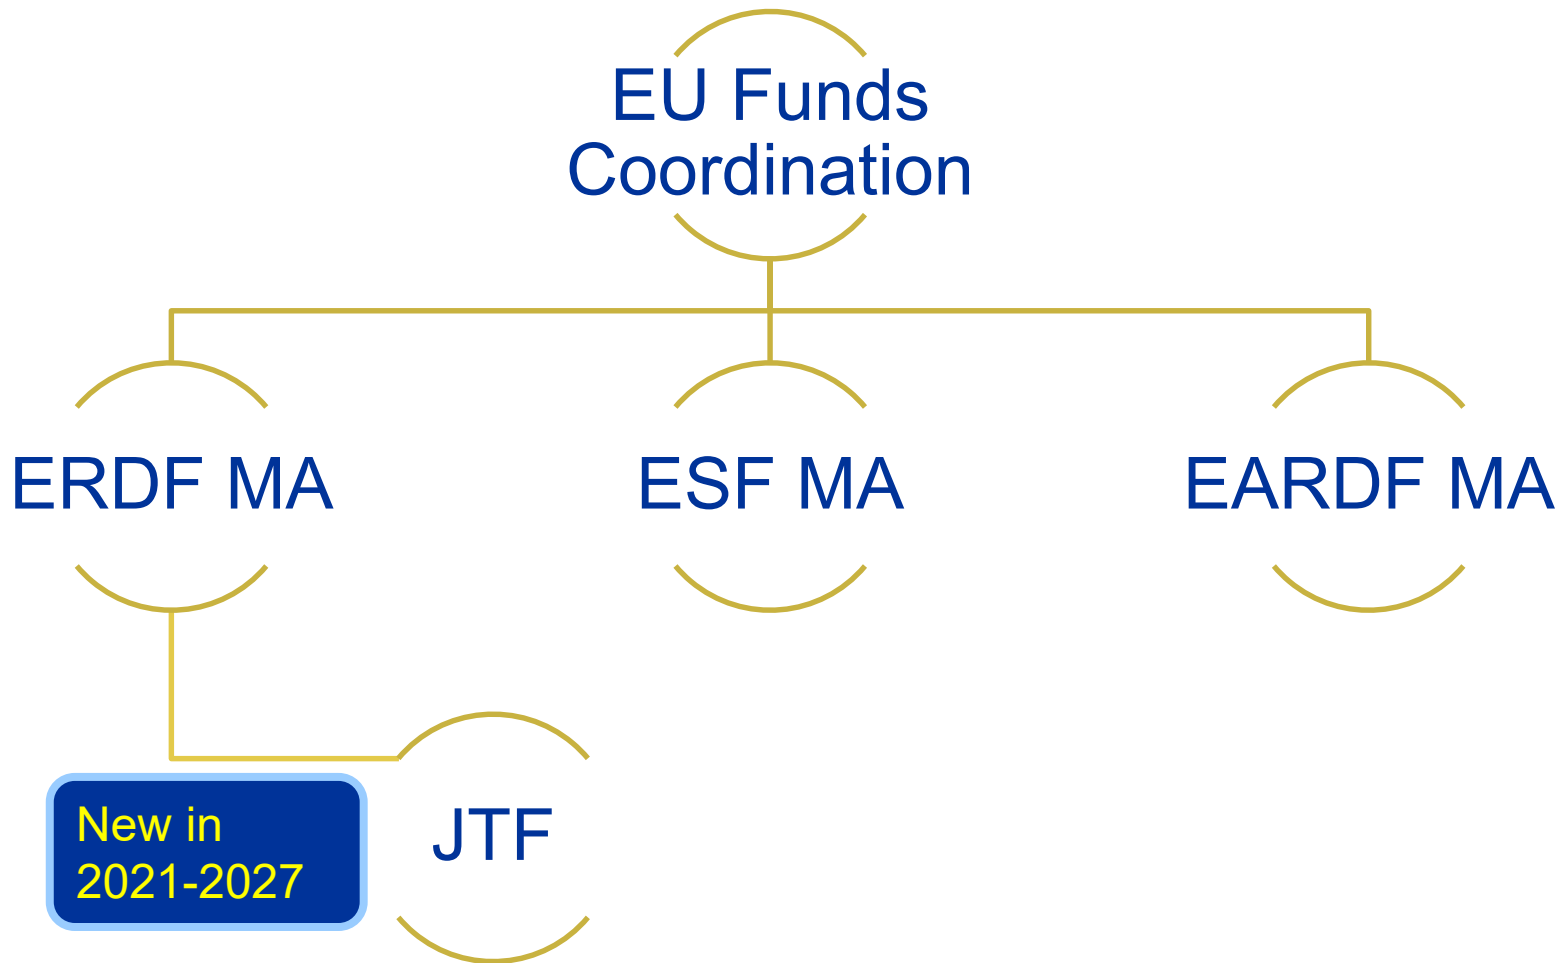 EU Funds
Coordination
ERDF MA
ESF MA
EARDF MA
New in
2021-2027
JTF